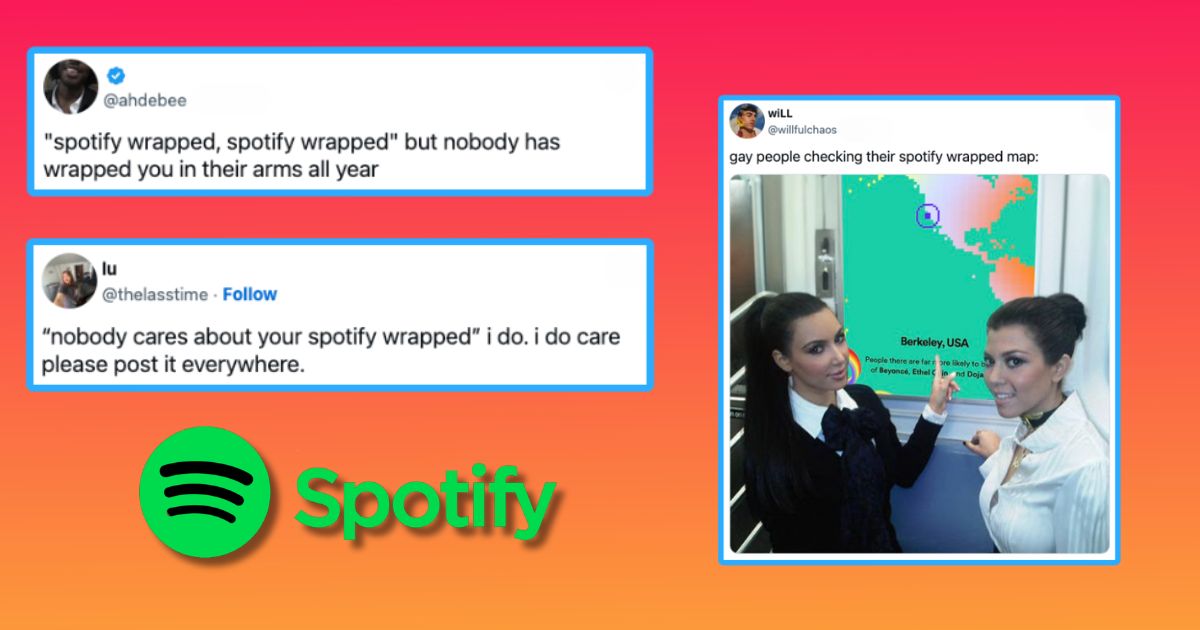 @ahdebee
"spotify wrapped, spotify wrapped" but nobody has
wrapped you in their arms all year
lu
@thelasstime · Follow
“nobody cares about your spotify wrapped” i do. i do care
please post it everywhere.
Spotify
wiLL
@willfulchaos
gay people checking their spotify wrapped map:
Berkeley, USA
People there are far more likely to
of Beyoncé, Ethel and Doja